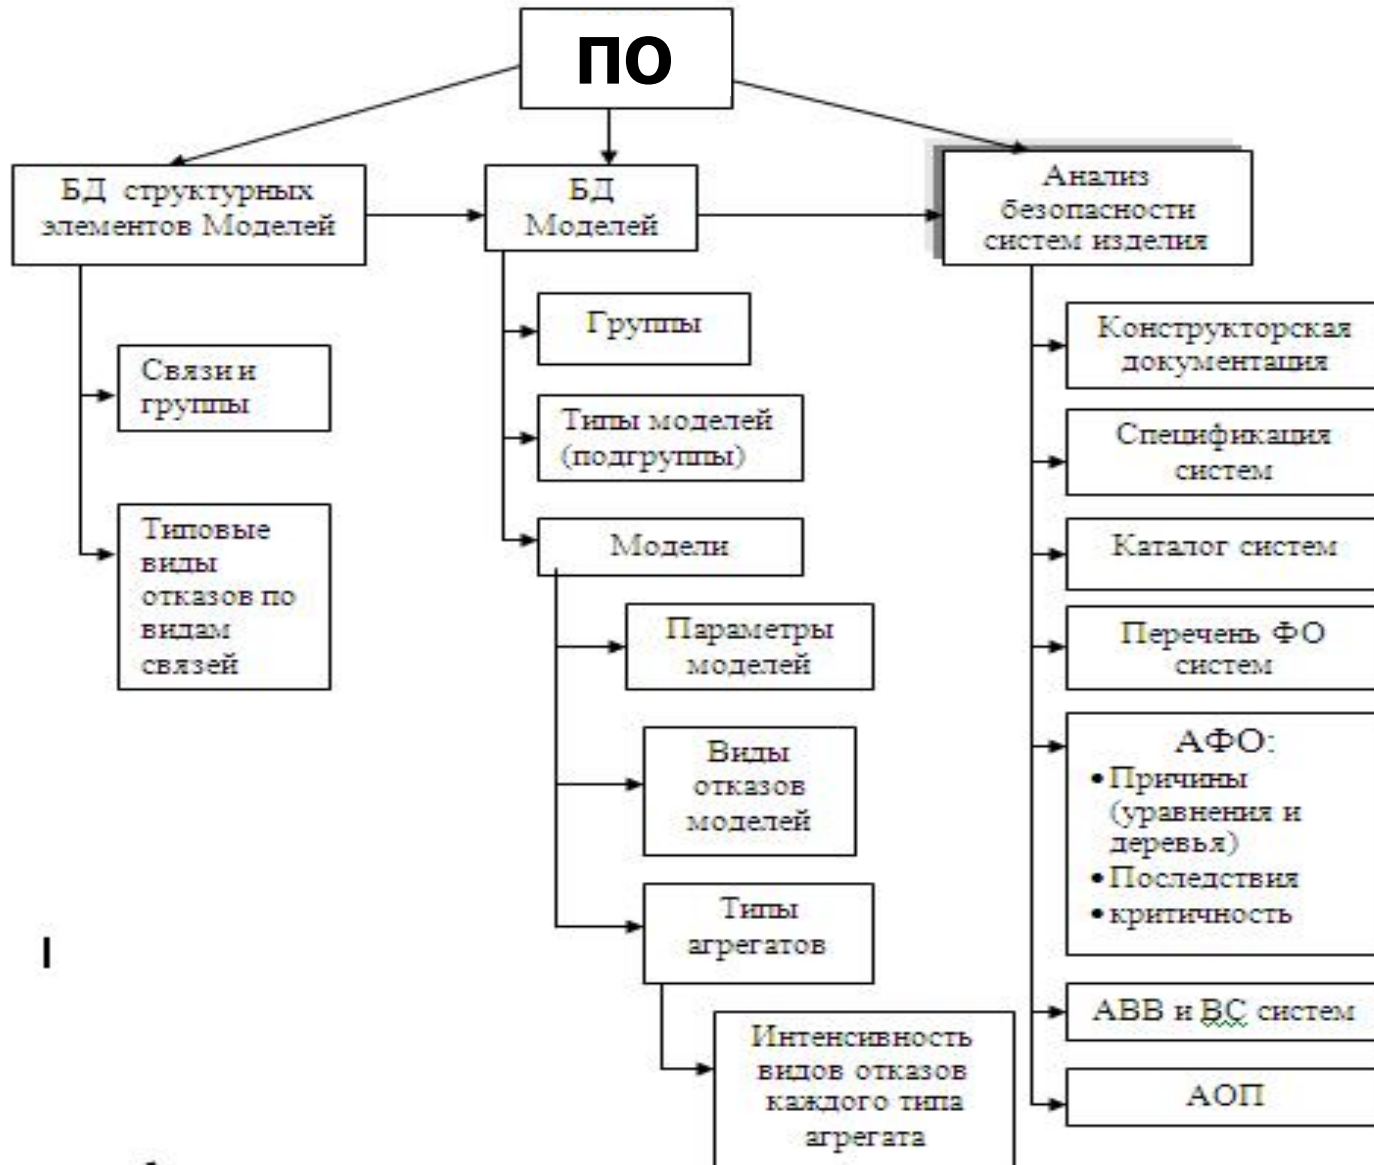 ПО
БД структурных
элементов Моделей
Связи и
группы
Типовые
виды
отказов по
видам
связей
БД
Моделей
Группы
Типы моделей
(подгруппы)
Модели
Параметры
моделей
Виды
отказов
моделей
Типы
агрегатов
Интенсивность
видов отказов
каждого типа
агрегата
Анализ
безопасности
систем изделия
Конструкторская
документация
Спецификация
систем
Каталог систем
Перечень ФО
систем
АФО:
• Причины
(уравнения и
деревья)
• Последствия
• критичность
АВВ и ВС систем
АОП